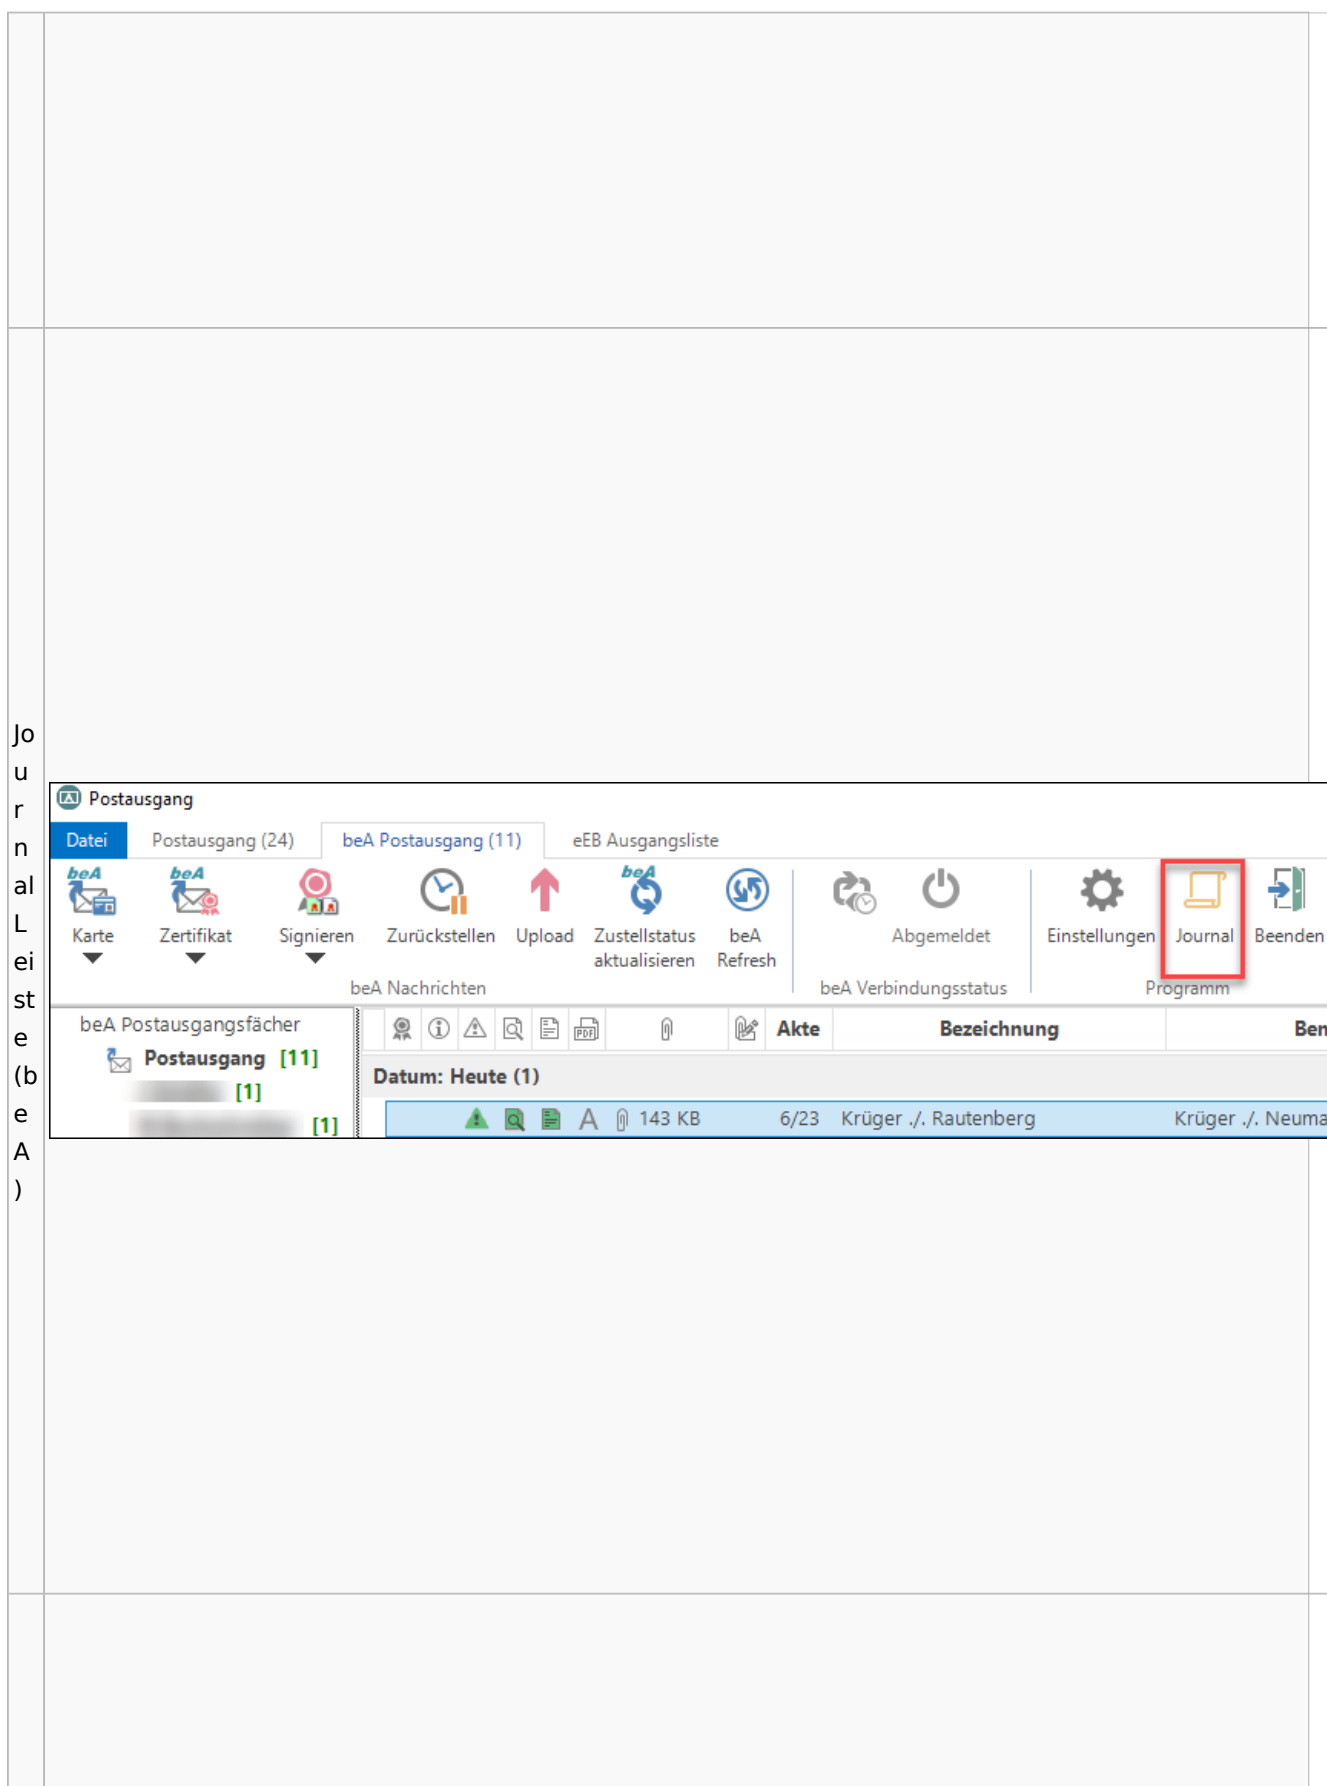 Jo
u
r
n
al
L
ei
st
e
(b
e
A
)
Postausgang
Datei Postausgang (24) beA Postausgang (11) eEB Ausgangsliste
beA beA beA
Karte Zertifikat Signieren Zurückstellen Upload Zustellstatus beA Abgemeldet Einstellungen Journal Beenden
aktualisieren Refresh
beA Nachrichten beA Verbindungsstatus Programm
beA Postausgangsfächer PDF Akte Bezeichnung Ben
Postausgang [11]
Datum: Heute (1)
[1]
A 143 KB 6/23 Krüger ./. Rautenberg Krüger ./. Neuma
[1]